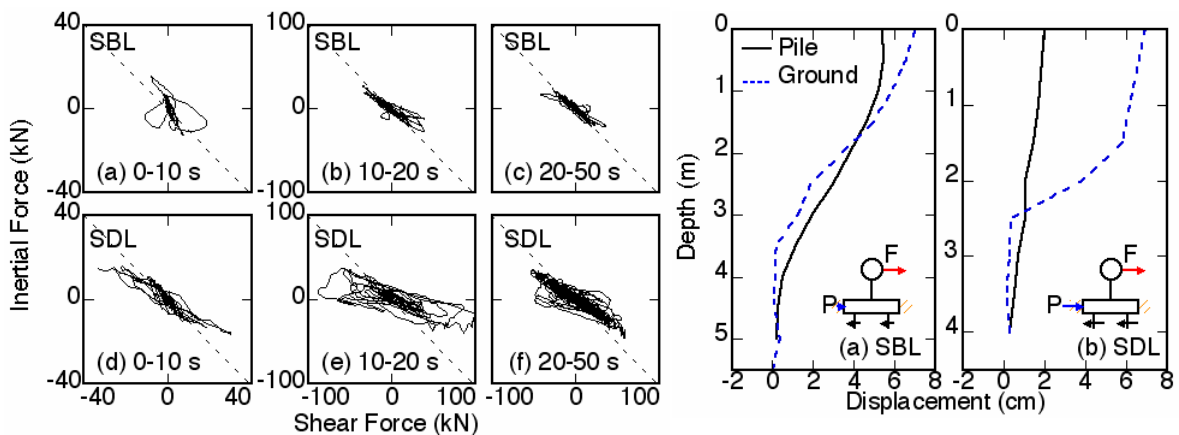 Inertial Force (kN)
40
0
-40
SBL
(a) 0-10 s
100
0
-100
SBL
(b) 10-20 s
SBL
(c) 20-50 s
40
0
-40
SDL
(d) 0-10 s
-40 0 40
100
0
-100
SDL
(e) 10-20 s
-100 0 100
SDL
(f) 20-50 s
-100 0 100
Shear Force (kN)
Depth (m)
0
1
2
3
4
5
Pile
Ground
F
P
(a) SBL
-2 0 2 4 6 8
0
1
2
3
4
F
P
(b) SDL
-2 0 2 4 6 8
Displacement (cm)